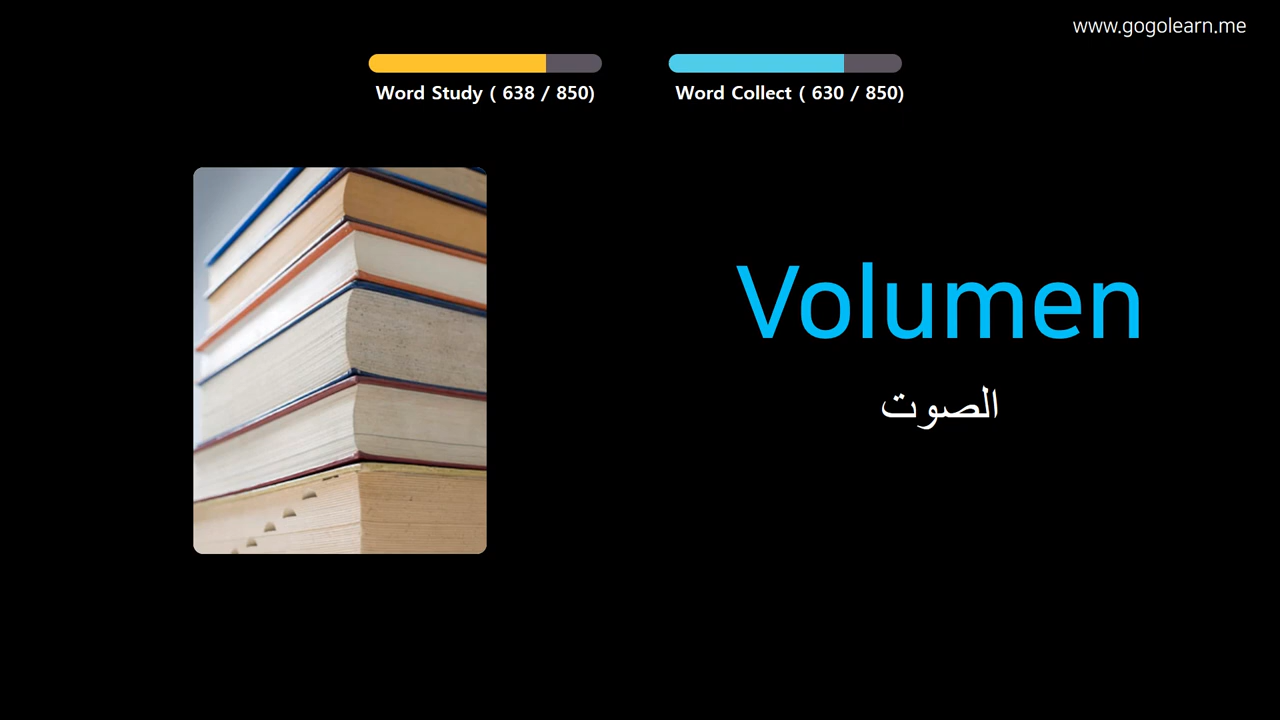 www.gogolearn.me
Word Study ( 638 / 850)
Word Collect ( 630 / 850)
Volumen
الصوت